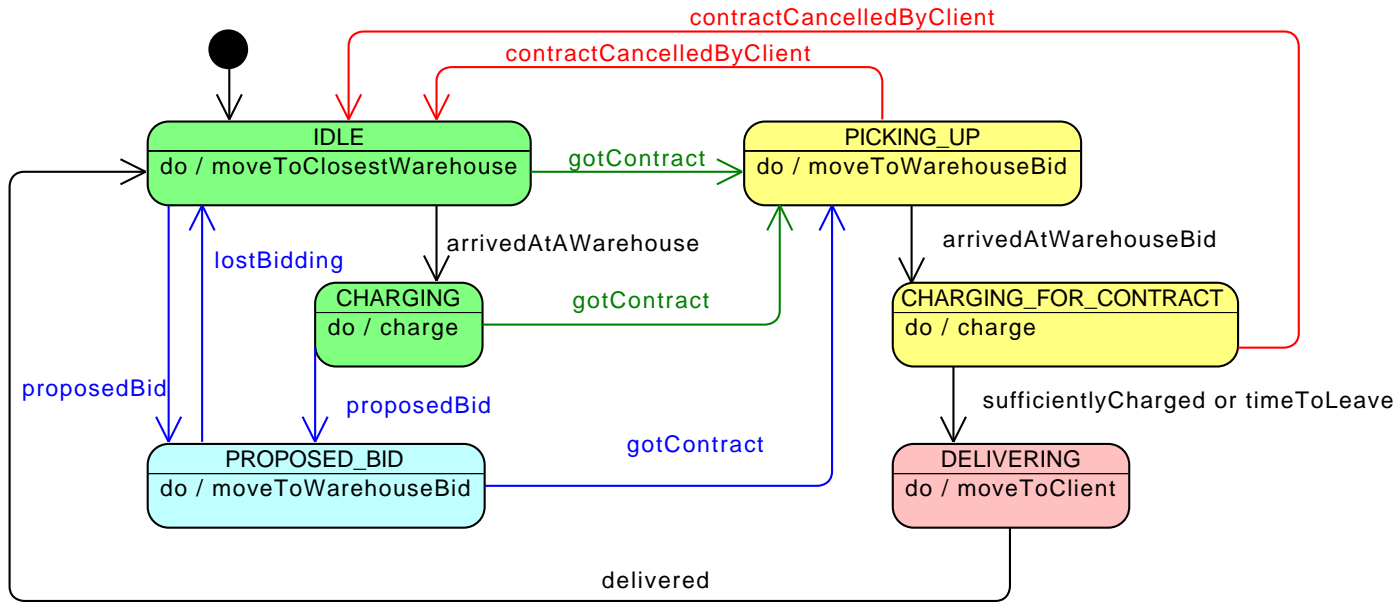 contractCancelledByClient
contractCancelledByClient
IDLE
do / moveToClosestWarehouse
gotContract
PICKING_UP
do / moveToWarehouseBid
arrivedAtAWarehouse
arrivedAtWarehouseBid
lostBidding
CHARGING
do / charge
gotContract
CHARGING_FOR_CONTRACT
do / charge
proposedBid
proposedBid
sufficientlyCharged or timeToLeave
gotContract
PROPOSED_BID
do / moveToWarehouseBid
DELIVERING
do / moveToClient
delivered